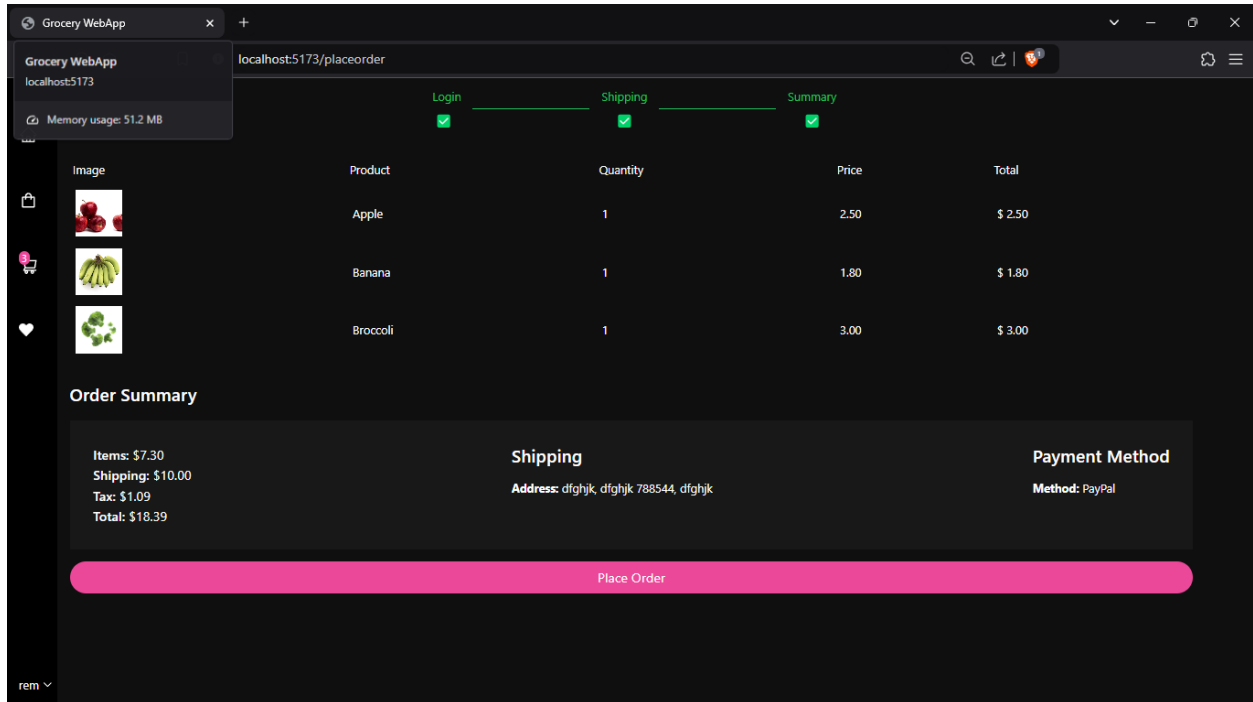 Grocery WebApp
Grocery WebApp
localhost:5173
Memory usage: 51.2 MB
localhost:5173/placeorder
1
Login Shipping Summary
Image Product Quantity Price Total
Apple 1 2.50 $ 2.50
3
Banana 1 1.80 $ 1.80
Broccoli 1 3.00 $ 3.00
Order Summary
Items: $7.30
Shipping: $10.00
Tax: $1.09
Total: $18.39
Shipping
Address: dfghjk, dfghjk 788544, dfghjk
Payment Method
Method: PayPal
Place Order
rem